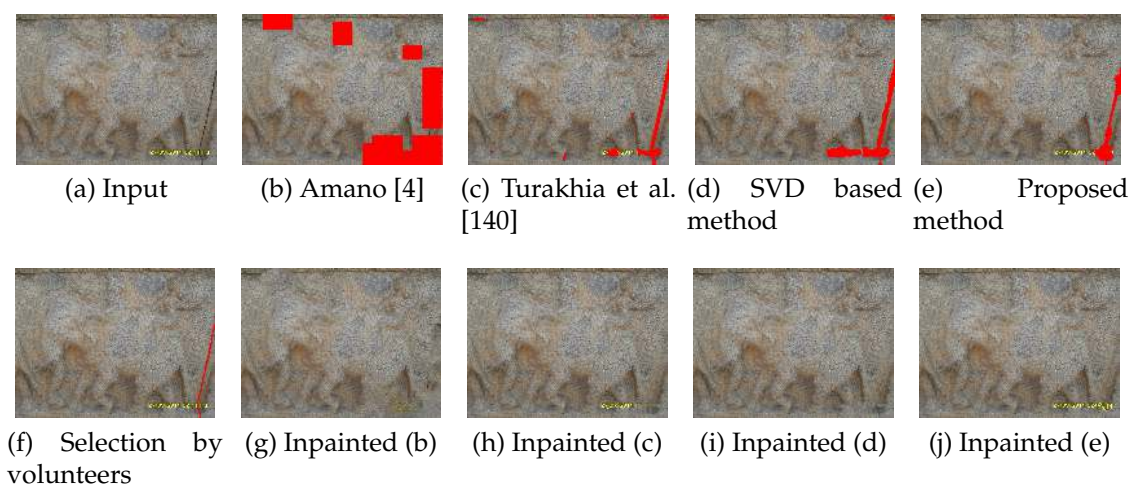 (a) Input
(b) Amano [4]
(c) Turakhia et al.
[140]
(d) SVD based
method
(e) Proposed
method
(f) Selection by
volunteers
(g) Inpainted (b)
(h) Inpainted (c)
(i) Inpainted (d)
(j) Inpainted (e)